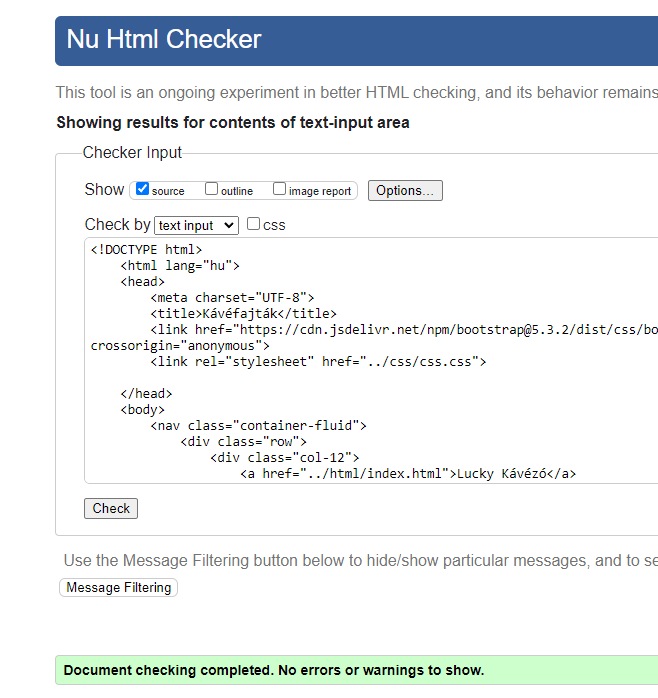 Nu Html Checker
This tool is an ongoing experiment in better HTML checking, and its behavior remains
Showing results for contents of text-input area
Checker Input
Show source outline image report Options...
Check by text input css
<!DOCTYPE html>
<html lang="hu">
<head>
<meta charset="UTF-8">
<title>Kávéfajták</title>
<link href="https://cdn.jsdelivr.net/npm/bootstrap@5.3.2/dist/css/bo
crossorigin="anonymous">
<link rel="stylesheet" href="../css/css.css">
</head>
<body>
<nav class="container-fluid">
<div class="row">
<div class="col-12">
<a href="../html/index.html">Lucky Kávézó</a>
Check
Use the Message Filtering button below to hide/show particular messages, and to se
Message Filtering
Document checking completed. No errors or warnings to show.